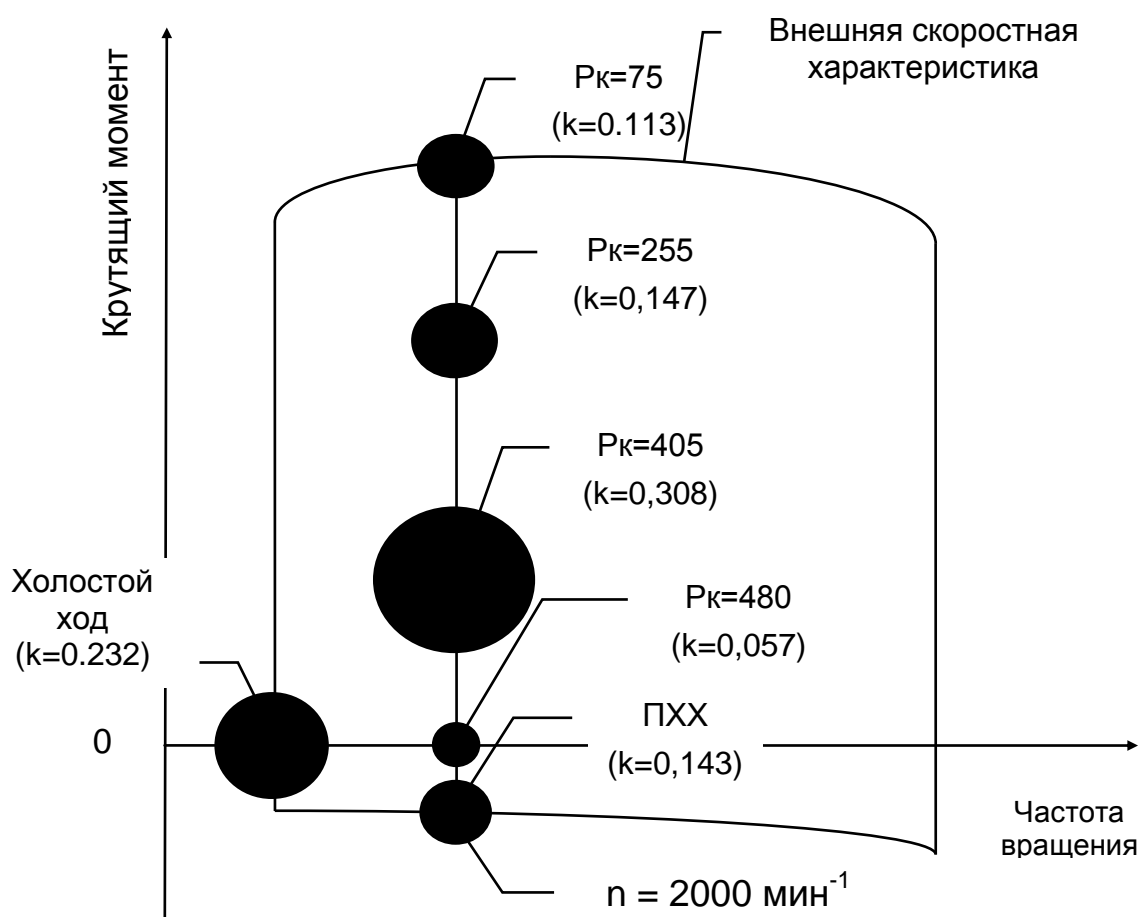 Крутящий момент
Внешняя скоростная
характеристика
Рк=75
(k=0.113)
Рк=255
(k=0,147)
Рк=405
(k=0,308)
Холостой
ход
(k=0.232)
Рк=480
(k=0,057)
0
ПХХ
(k=0,143)
Частота
вращения
n = 2000 мин⁻¹